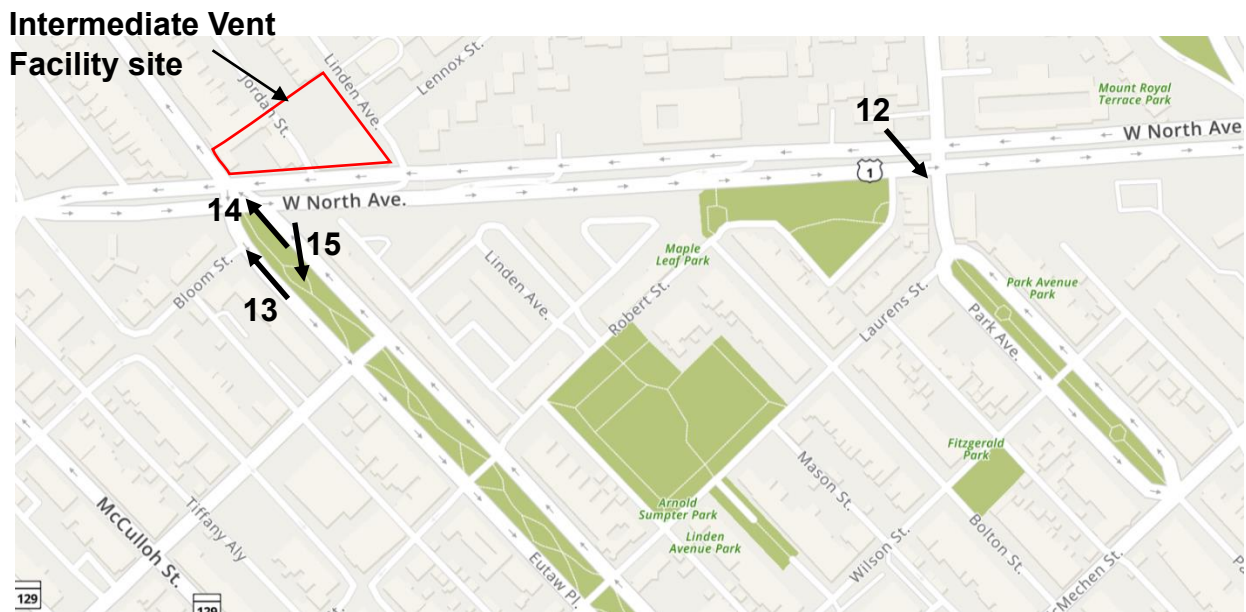 Intermediate Vent
Facility site
Jordan St.
Linden Ave.
Lennox St.
12
Mount Royal
Terrace Park
W North Ave.
1
W North Ave.
14
15
13
Bloom St.
Maple
Leaf Park
Linden Ave.
Robert St.
Laurens St.
Park Avenue
Park
Park Ave.
Fitzgerald
Park
Mason St.
Arnold
Sumpter Park
Linden
Avenue Park
Wilson St.
Bolton St.
McMechen St.
McCulloh St.
Tiffany Aly
Eutaw Pl.
129
129